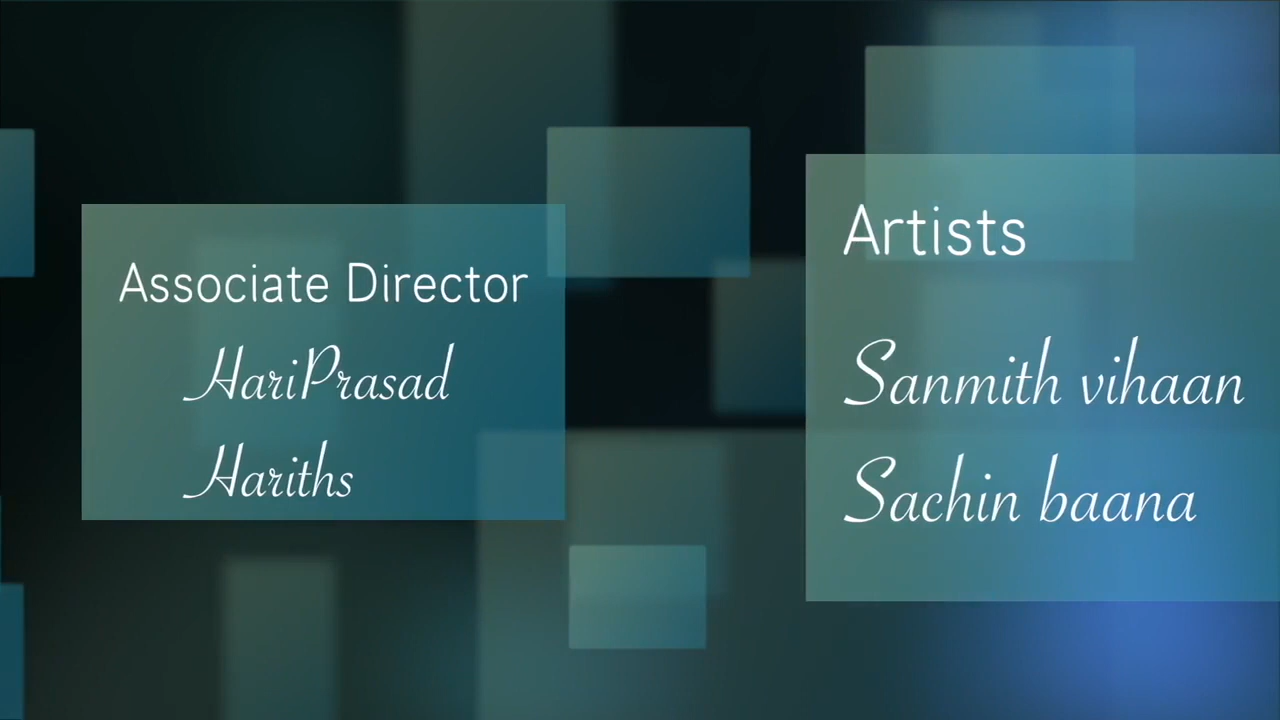 Associate Director
HariPrasad
Hariths
Artists
Sanmith vihaan
Sachin baana